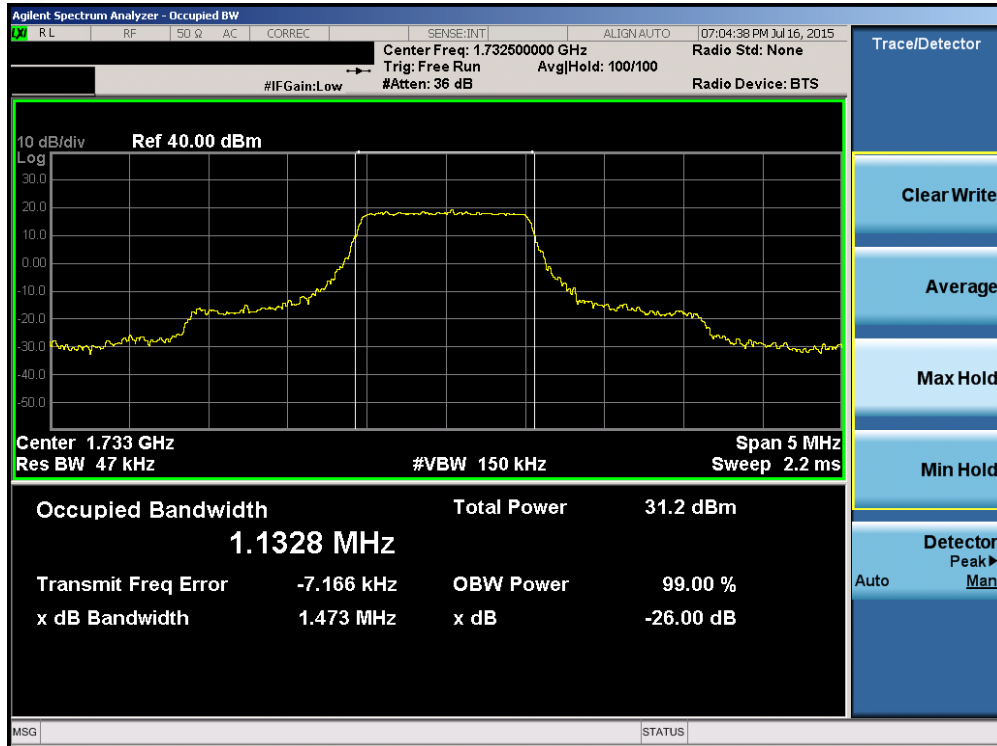 Agilent Spectrum Analyzer - Occupied BW
LXI RL RF 50 Ω AC CORREC SENSE:INT ALIGN AUTO 07:04:38 PM Jul 16, 2015
Center Freq: 1.732500000 GHz Radio Std: None
Trig: Free Run Avg|Hold: 100/100
#IFGain:Low #Atten: 36 dB Radio Device: BTS
10 dB/div Ref 40.00 dBm
Log
30.0
20.0
10.0
0.00
-10.0
-20.0
-30.0
-40.0
-50.0
Center 1.733 GHz Span 5 MHz
Res BW 47 kHz #VBW 150 kHz Sweep 2.2 ms
Occupied Bandwidth Total Power 31.2 dBm
1.1328 MHz
Transmit Freq Error -7.166 kHz OBW Power 99.00 %
x dB Bandwidth 1.473 MHz x dB -26.00 dB
MSG STATUS
Trace/Detector
Clear Write
Average
Max Hold
Min Hold
Detector
Peak▶
Auto Man